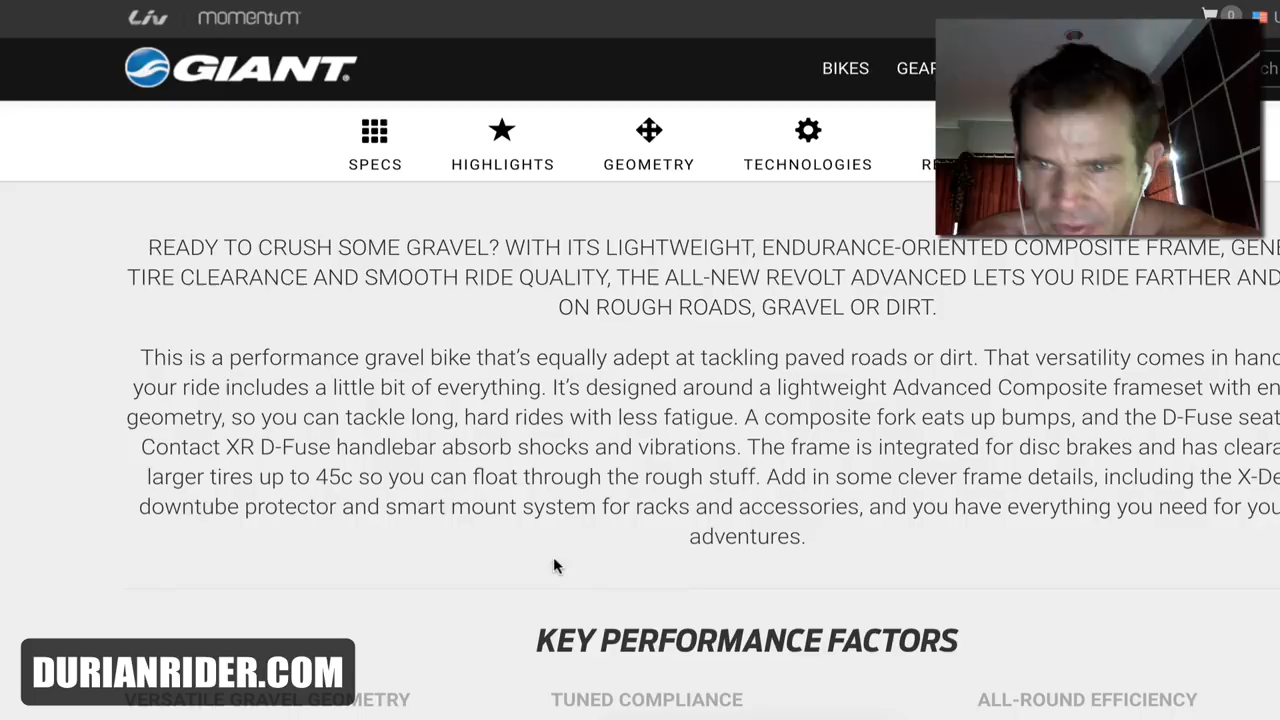 Liv momentum 0
GIANT. BIKES GEAR
SPECS HIGHLIGHTS GEOMETRY TECHNOLOGIES
READY TO CRUSH SOME GRAVEL? WITH ITS LIGHTWEIGHT, ENDURANCE-ORIENTED COMPOSITE FRAME,
TIRE CLEARANCE AND SMOOTH RIDE QUALITY, THE ALL-NEW REVOLT ADVANCED LETS YOU RIDE FARTHER AND
ON ROUGH ROADS, GRAVEL OR DIRT.
This is a performance gravel bike that's equally adept at tackling paved roads or dirt. That versatility comes in
your ride includes a little bit of everything. It's designed around a lightweight Advanced Composite frameset with
geometry, so you can tackle long, hard rides with less fatigue. A composite fork eats up bumps, and the D-Fuse
Contact XR D-Fuse handlebar absorb shocks and vibrations. The frame is integrated for disc brakes and has
larger tires up to 45c so you can float through the rough stuff. Add in some clever frame details, including the
downtube protector and smart mount system for racks and accessories, and you have everything you need for
adventures.
KEY PERFORMANCE FACTORS
DURIANRIDER.COM
VERSATILE GRAVEL GEOMETRY TUNED COMPLIANCE ALL-ROUND EFFICIENCY